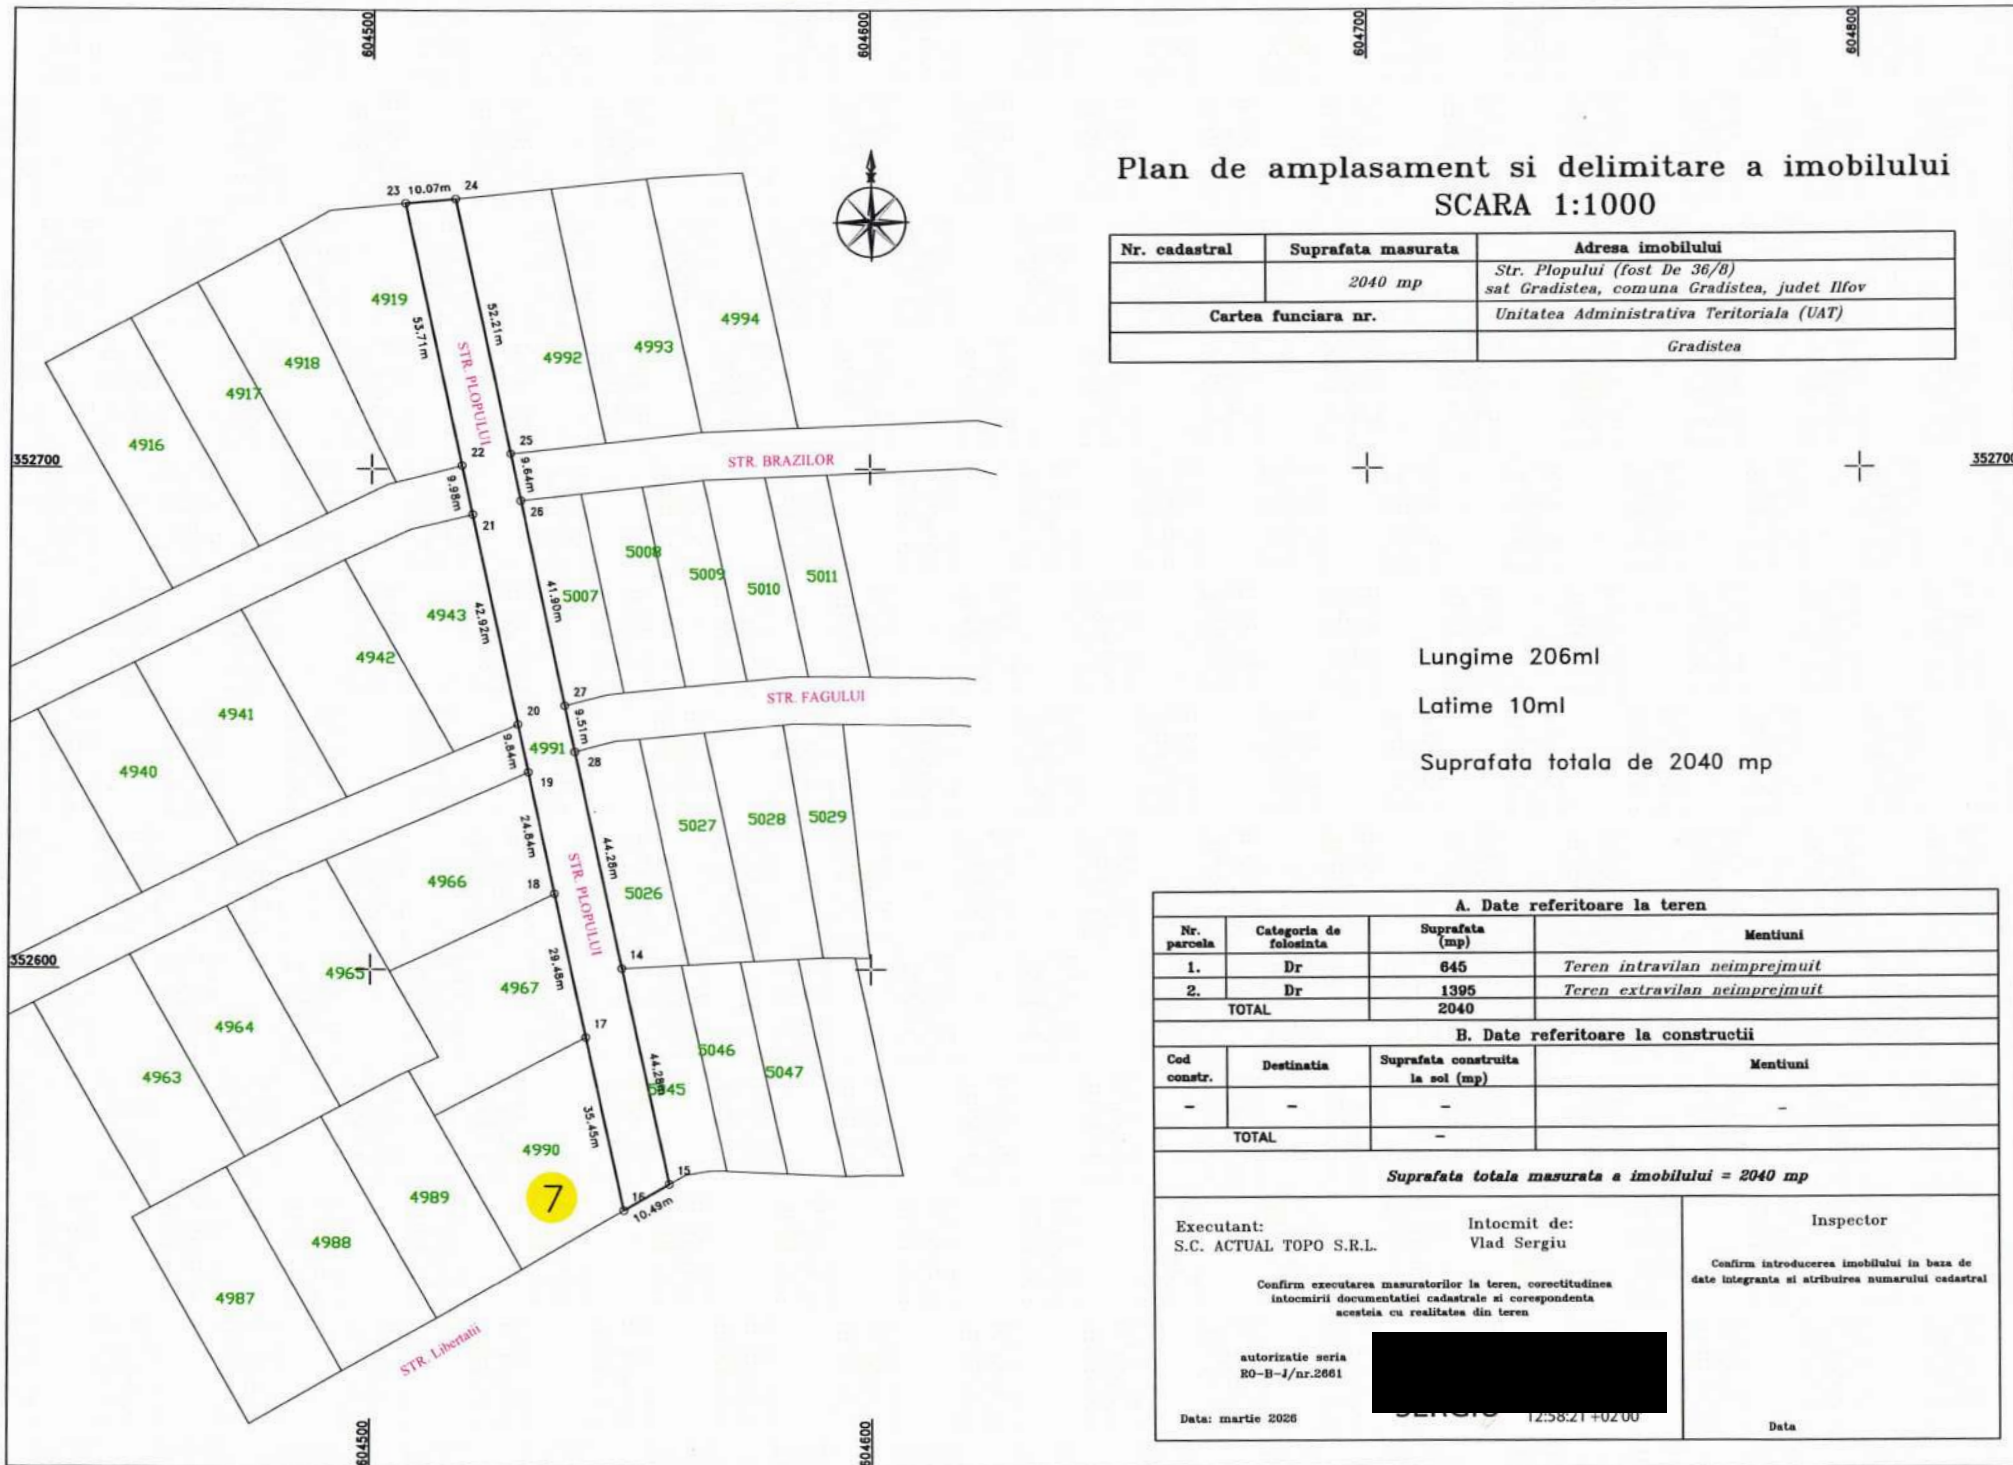 604500
604600
604700
604800
Plan de amplasament si delimitare a imobilului
SCARA 1:1000
Nr. cadastral
Suprafata masurata
Adresa imobilului
2040 mp
Str. Plopului (fost De 36/8)
sat Gradistea, comuna Gradistea, judet Ilfov
Cartea funciara nr.
Unitatea Administrativa Teritoriala (UAT)
Gradistea
23 10.07m 24
4919
53.71m
52.21m
STR. PLOPULUI
4994
4993
4992
4918
4917
4916
25
22
STR. BRAZILOR
352700
352700
9.98m
9.64m
26
21
5008
5009
5010
5011
5007
41.90m
42.92m
4943
4942
4941
4940
Lungime 206ml
Latime 10ml
Suprafata totala de 2040 mp
27
STR. FAGULUI
20
9.51m
4991
9.84m
28
19
5027
5028
5029
24.84m
44.28m
STR. PLOPULUI
4966
18
5026
352600
4965
14
29.48m
4967
4964
17
5046
5047
4963
44.28m
5045
35.45m
4990
7
4989
15
16
10.49m
4988
4987
STR. Libertatii
604500
604600
A. Date referitoare la teren
Nr.
parcela
Categoria de
folosinta
Suprafata
(mp)
Mentiuni
1. Dr 645 Teren intravilan neimprejmuit
2. Dr 1395 Teren extravilan neimprejmuit
TOTAL 2040
B. Date referitoare la constructii
Cod
constr.
Destinatia
Suprafata construita
la sol (mp)
Mentiuni
- - - -
TOTAL -
Suprafata totala masurata a imobilului = 2040 mp
Executant:
S.C. ACTUAL TOPO S.R.L.
Intocmit de:
Vlad Sergiu
Confirm executarea masuratorilor la teren, corectitudinea
intocmirii documentatiei cadastrale si corespondenta
acesteia cu realitatea din teren
autorizatie seria
RO-B-J/nr.2661
SERGIU 12:58:21 +02'00'
Data: martie 2026
Inspector
Confirm introducerea imobilului in baza de
date integranta si atribuirea numarului cadastral
Data